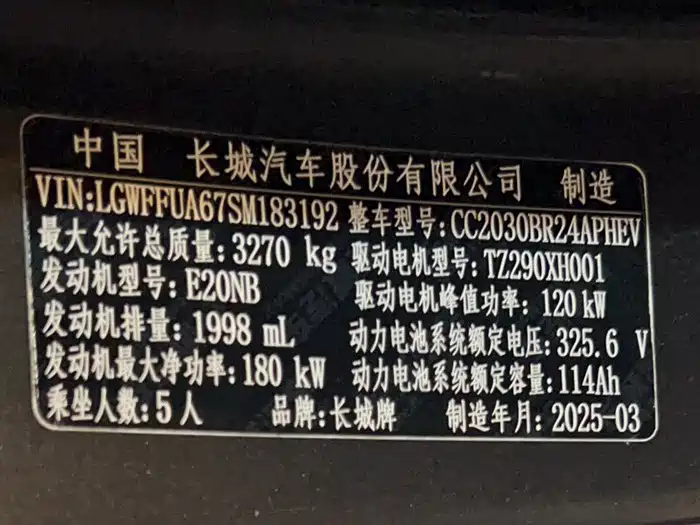 中国 长城汽车股份有限公司 制造
VIN:LGWFFUA67SM183192 整车型号:CC2030BR24APHEV
最大允许总质量:3270 kg 驱动电机型号:TZ290XH001
发动机型号:E20NB 驱动电机峰值功率:120 kW
发动机排量:1998 mL 动力电池系统额定电压:325.6 V
发动机最大净功率:180 kW 动力电池系统额定容量:114Ah
乘坐人数:5人 品牌:长城牌 制造年月:2025-03